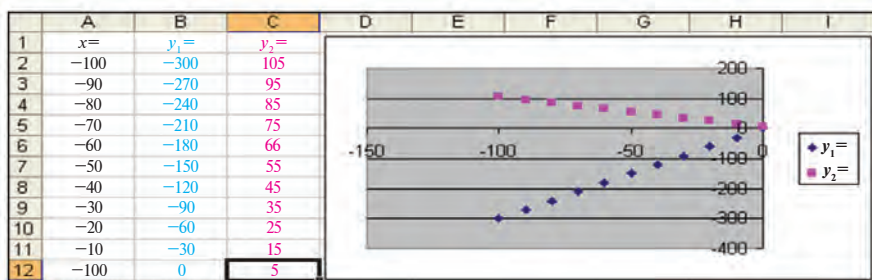 A B C D E F G H I
1 x= y₁= y₂=
2 −100 −300 105
3 −90 −270 95
4 −80 −240 85
5 −70 −210 75
6 −60 −180 66
7 −50 −150 55
8 −40 −120 45
9 −30 −90 35
10 −20 −60 25
11 −10 −30 15
12 −100 0 5
200
100
0
-150 -100 -50 0
-100
-200
-300
-400
y₁=
y₂=